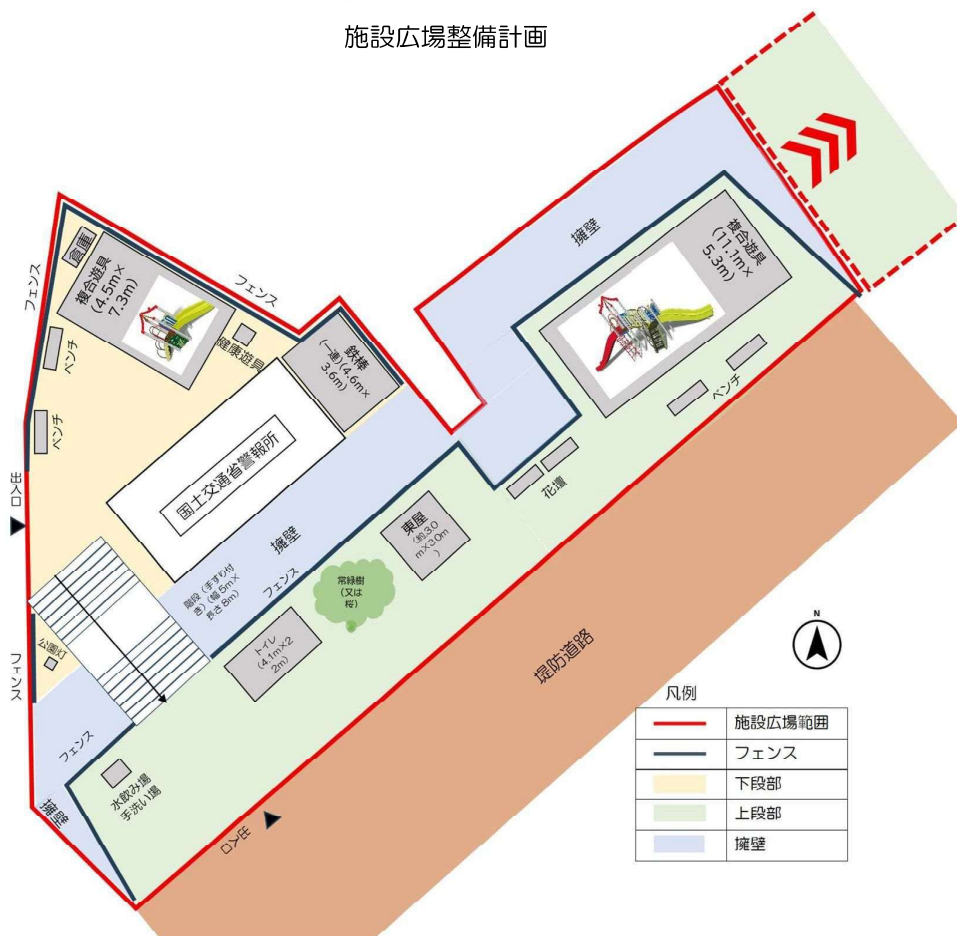 施設広場整備計画
フェンス
倉庫
複合遊具
(4.5m×
7.3m)
フェンス
ベンチ
健康遊具
鉄棒
(一連)(4.6m×
3.6m)
ベンチ
出入口
国土交通省警報所
擁壁
複合遊具
(11.1m×
5.3m)
ベンチ
花壇
擁壁
東屋
(約3.0
m×3.0m
)
フェンス
階段(手すり付
き)(幅5m×
長さ8m)
常緑樹
(又は
桜)
トイレ
(4.1m×2
2m)
公園灯
フェンス
フェンス
擁壁
水飲み場
手洗い場
出入口
堤防道路
N
凡例
施設広場範囲
フェンス
下段部
上段部
擁壁